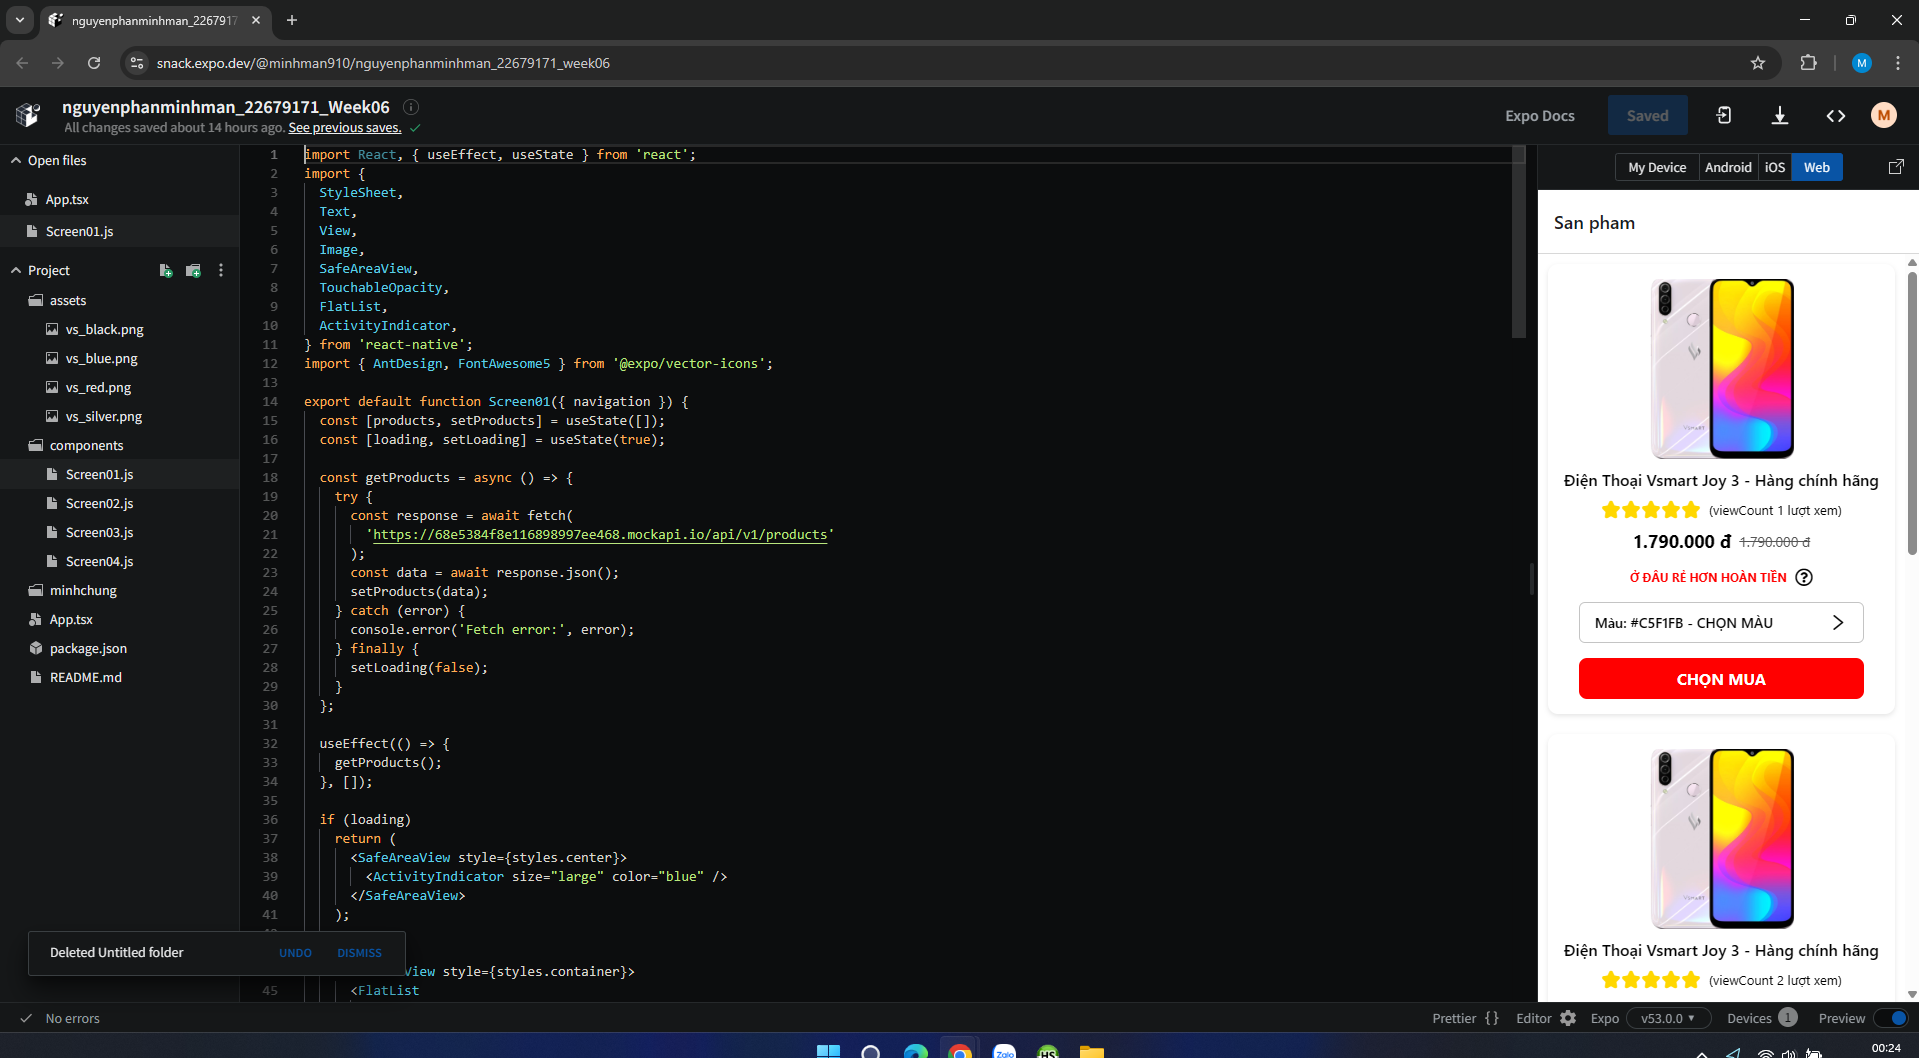 nguyenphanminhman_2267917
snack.expo.dev/@minhman910/nguyenphanminhman_22679171_week06
M
nguyenphanminhman_22679171_Week06
All changes saved about 14 hours ago. See previous saves.
Expo Docs
Saved
M
Open files
App.tsx
Screen01.js
Project
assets
vs_black.png
vs_blue.png
vs_red.png
vs_silver.png
components
Screen01.js
Screen02.js
Screen03.js
Screen04.js
minhchung
App.tsx
package.json
README.md
1 import React, { useEffect, useState } from 'react';
2 import {
3 StyleSheet,
4 Text,
5 View,
6 Image,
7 SafeAreaView,
8 TouchableOpacity,
9 FlatList,
10 ActivityIndicator,
11 } from 'react-native';
12 import { AntDesign, FontAwesome5 } from '@expo/vector-icons';
13
14 export default function Screen01({ navigation }) {
15 const [products, setProducts] = useState([]);
16 const [loading, setLoading] = useState(true);
17
18 const getProducts = async () => {
19 try {
20 const response = await fetch(
21 'https://68e5384f8e116898997ee468.mockapi.io/api/v1/products'
22 );
23 const data = await response.json();
24 setProducts(data);
25 } catch (error) {
26 console.error('Fetch error:', error);
27 } finally {
28 setLoading(false);
29 }
30 };
31
32 useEffect(() => {
33 getProducts();
34 }, []);
35
36 if (loading)
37 return (
38 <SafeAreaView style={styles.center}>
39 <ActivityIndicator size="large" color="blue" />
40 </SafeAreaView>
41 );
View style={styles.container}>
45 <FlatList
Deleted Untitled folder
UNDO
DISMISS
My Device
Android
iOS
Web
San pham
VSMART
Điện Thoại Vsmart Joy 3 - Hàng chính hãng
(viewCount 1 lượt xem)
1.790.000 đ 1.790.000 đ
Ở ĐÂU RẺ HƠN HOÀN TIỀN ?
Màu: #C5F1FB - CHỌN MÀU
CHỌN MUA
VSMART
Điện Thoại Vsmart Joy 3 - Hàng chính hãng
(viewCount 2 lượt xem)
No errors
Prettier {}
Editor
Expo
v53.0.0
Devices 1
Preview
Zalo
HS
00:24